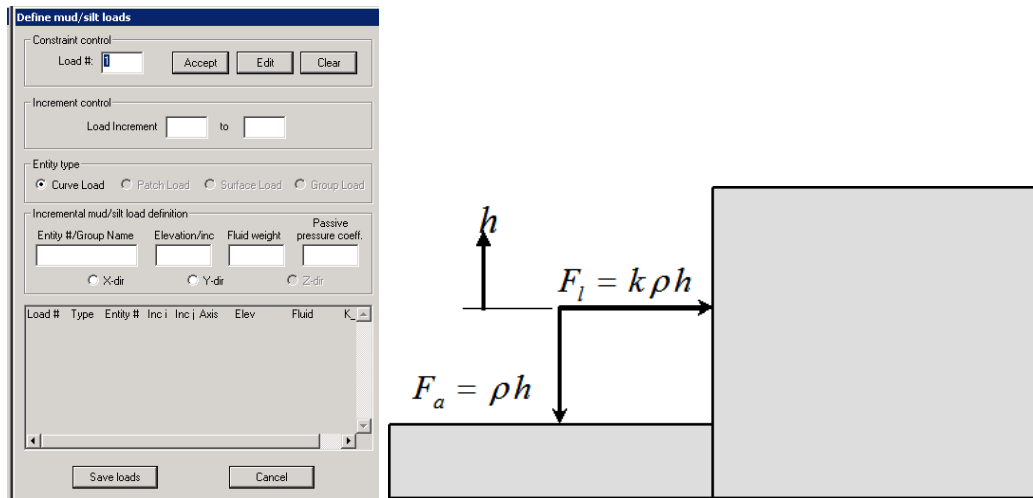 Define mud/silt loads
Constraint control
Load #: 1 Accept Edit Clear
Increment control
Load Increment to
Entity type
Curve Load Patch Load Surface Load Group Load
Incremental mud/silt load definition
Entity #/Group Name Elevation/inc Fluid weight Passive pressure coeff.
X-dir Y-dir Z-dir
Load # Type Entity # Inc i Inc j Axis Elev Fluid K_
Save loads Cancel
h
F_l = k ρ h
F_a = ρ h